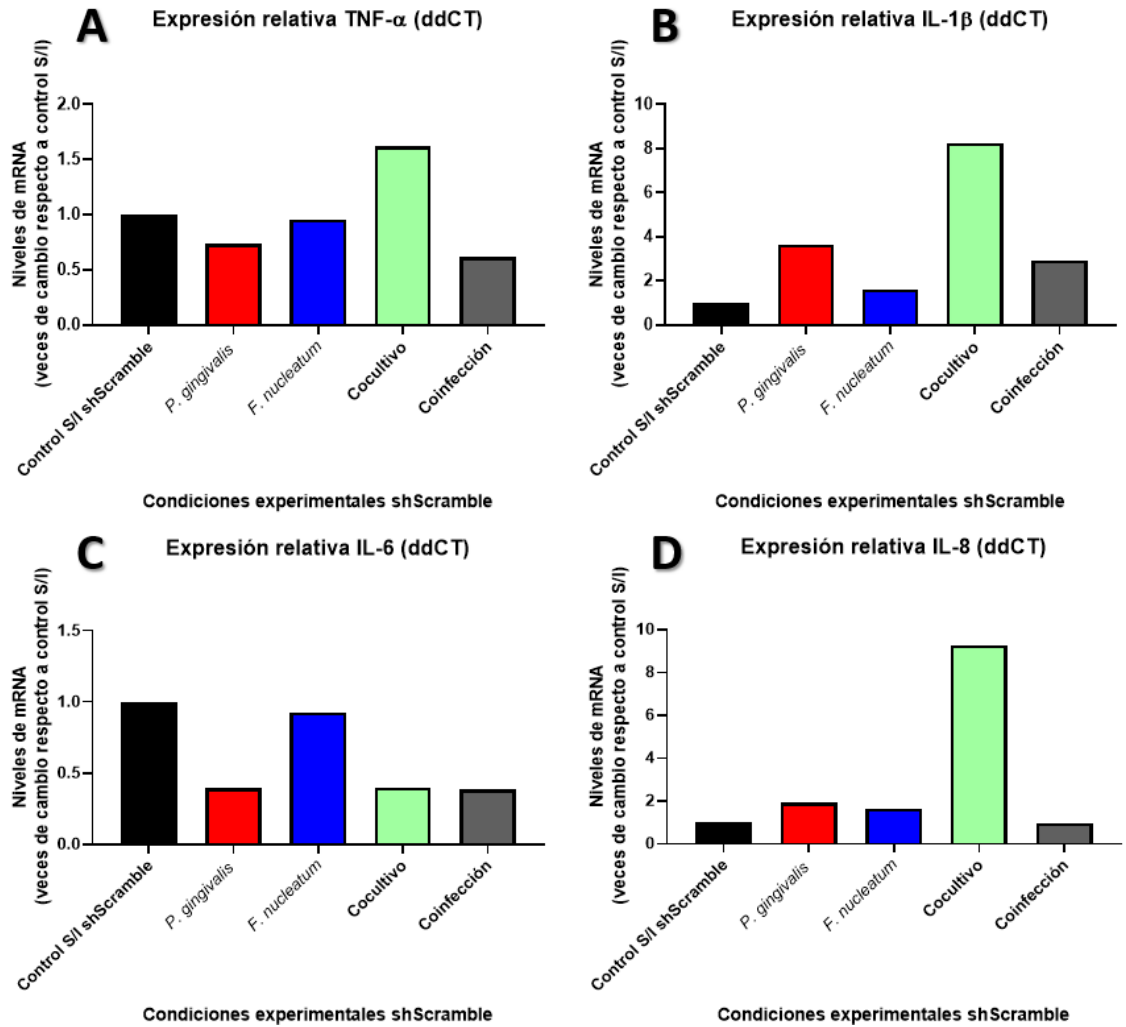 A
Expresión relativa TNF-α (ddCT)
Niveles de mRNA
(veces de cambio respecto a control S/I)
2.0
1.5
1.0
0.5
0.0
Control S/I shScramble
P. gingivalis
F. nucleatum
Cocultivo
Coinfección
Condiciones experimentales shScramble
B
Expresión relativa IL-1β (ddCT)
Niveles de mRNA
(veces de cambio respecto a control S/I)
10
8
6
4
2
0
Control S/I shScramble
P. gingivalis
F. nucleatum
Cocultivo
Coinfección
Condiciones experimentales shScramble
C
Expresión relativa IL-6 (ddCT)
Niveles de mRNA
(veces de cambio respecto a control S/I)
1.5
1.0
0.5
0.0
Control S/I shScramble
P. gingivalis
F. nucleatum
Cocultivo
Coinfección
Condiciones experimentales shScramble
D
Expresión relativa IL-8 (ddCT)
Niveles de mRNA
(veces de cambio respecto a control S/I)
10
8
6
4
2
0
Control S/I shScramble
P. gingivalis
F. nucleatum
Cocultivo
Coinfección
Condiciones experimentales shScramble